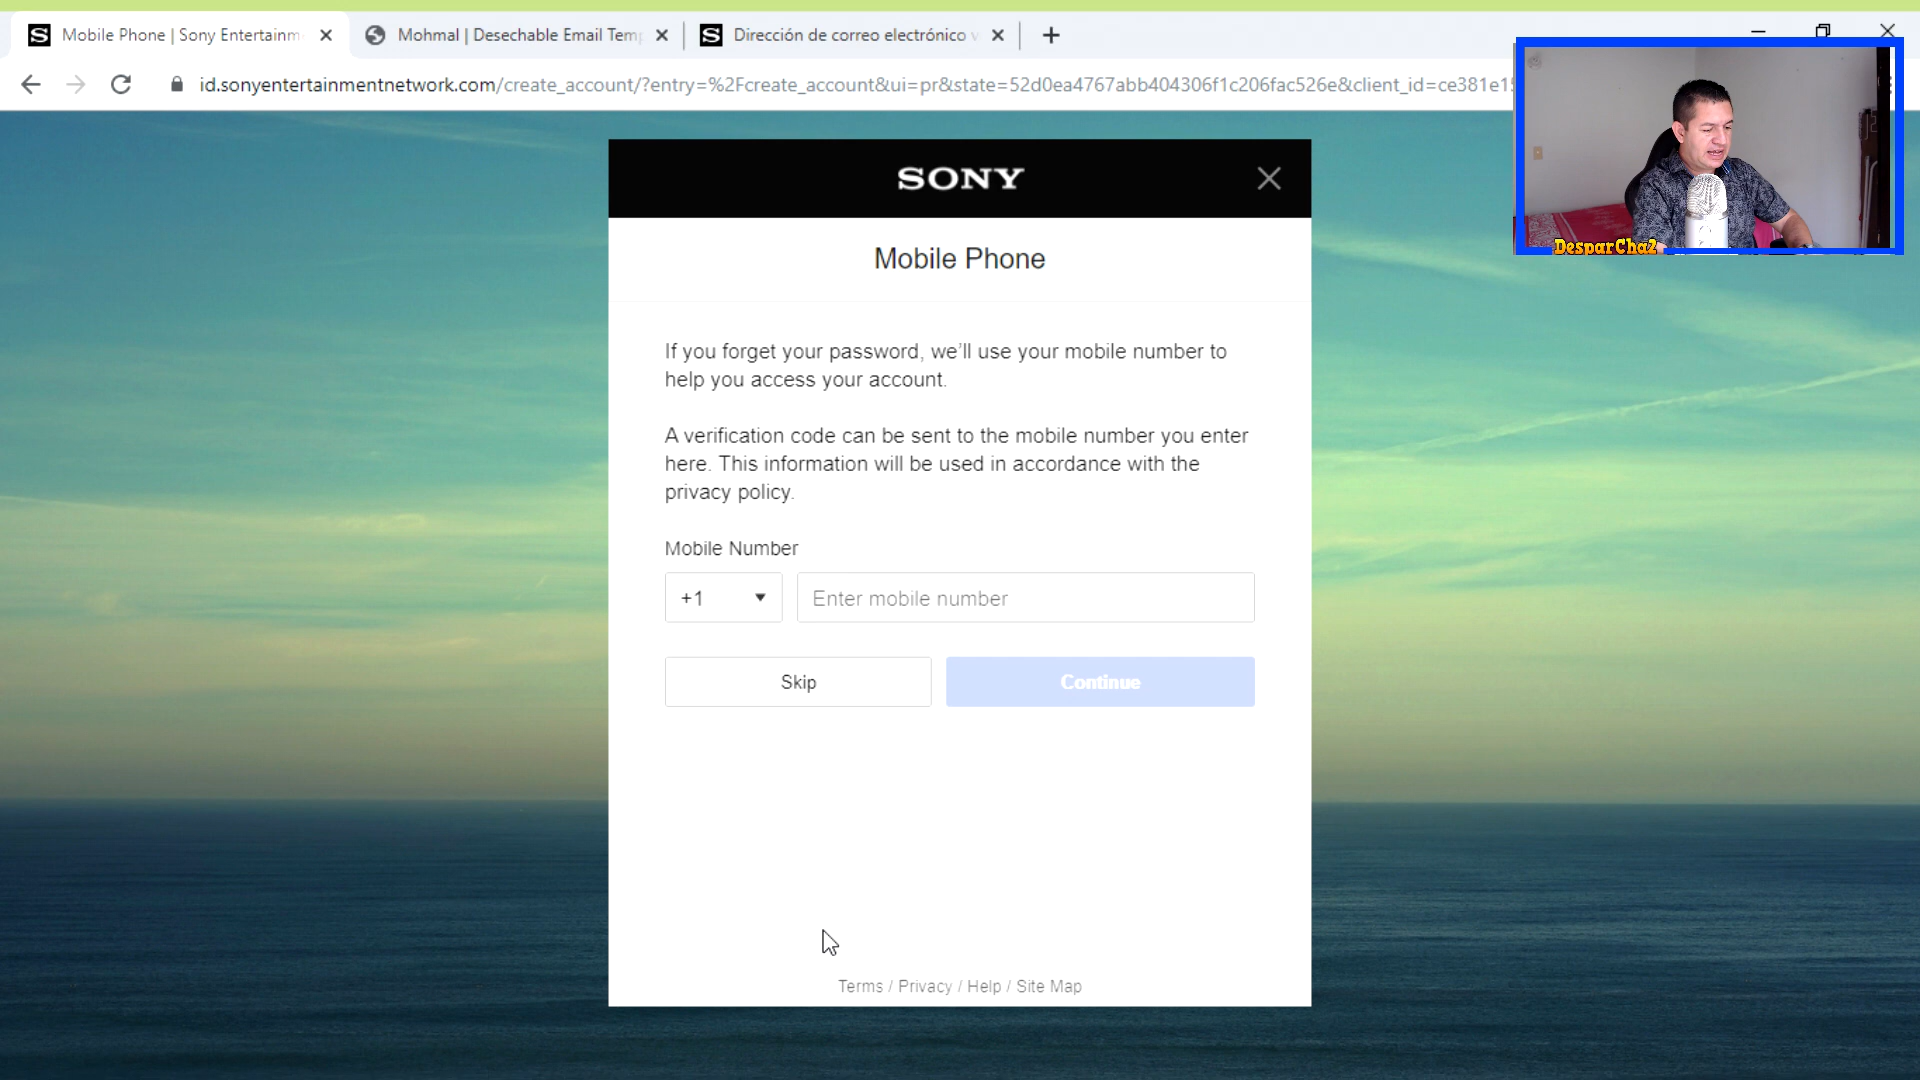 Mobile Phone | Sony Entertainm
Mohmal | Desechable Email Temp
Dirección de correo electrónico v
id.sonyentertainmentnetwork.com/create_account/?entry=%2Fcreate_account&ui=pr&state=52d0ea4767abb404306f1c206fac526e&client_id=ce381e1
DesparCha2
SONY
Mobile Phone
If you forget your password, we'll use your mobile number to
help you access your account.
A verification code can be sent to the mobile number you enter
here. This information will be used in accordance with the
privacy policy.
Mobile Number
+1
Enter mobile number
Skip
Continue
Terms / Privacy / Help / Site Map